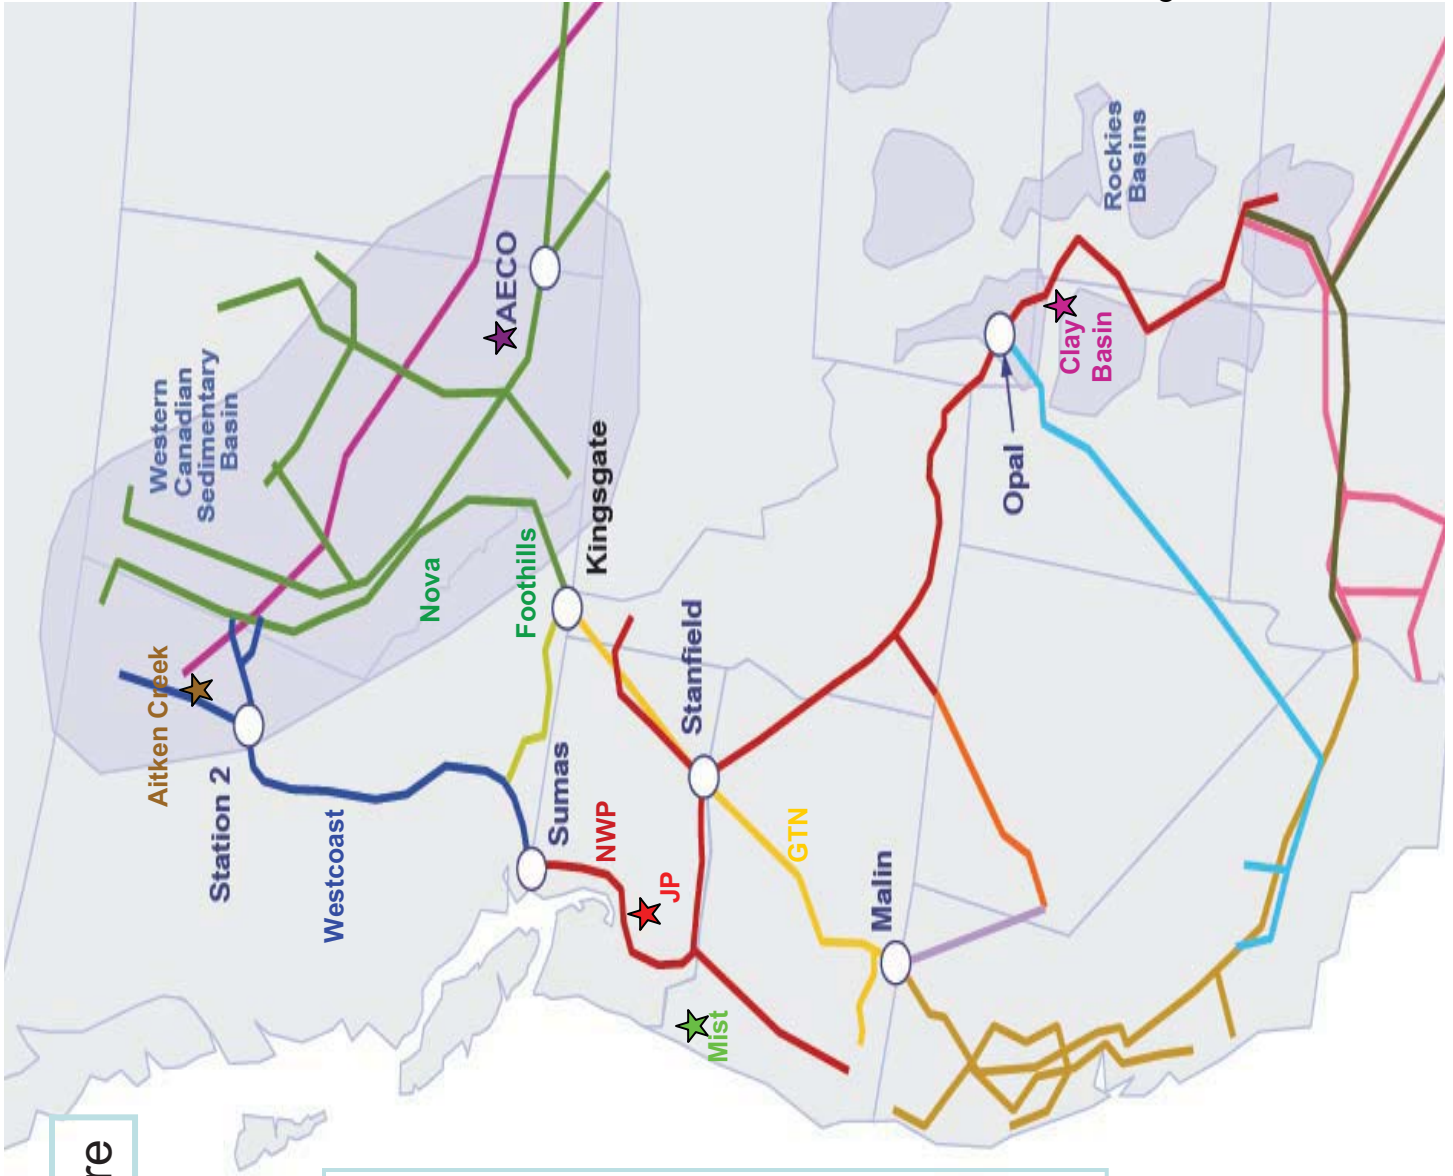 re
Western
Canadian
Sedimentary
Basin
Aitken Creek
Station 2
Westcoast
Nova
AECO
Foothills
Kingsgate
Sumas
NWP
JP
Stanfield
Mist
GTN
Malin
Opal
Clay
Basin
Rockies
Basins